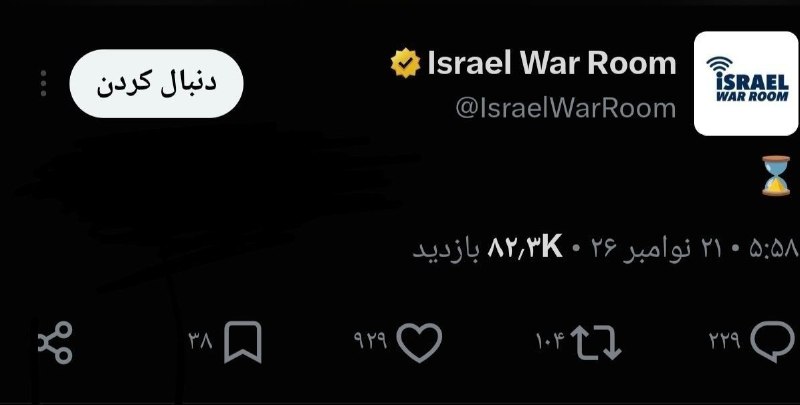 Israel War Room
@IsraelWarRoom
iSRAEL
WAR ROOM
دنبال کردن
⌛
۵:۵۸ • ۲۱ نوامبر ۲۶ • ۸۲٫۳K بازدید
۲۲۹
۱۰۴
۹۲۹
۳۸